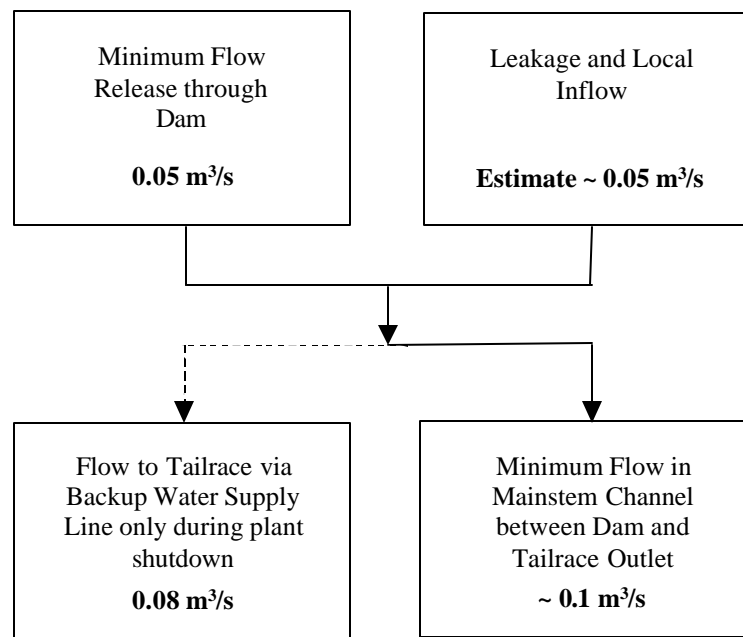 Minimum Flow
Release through
Dam
0.05 m³/s
Leakage and Local
Inflow
Estimate ~ 0.05 m³/s
Flow to Tailrace via
Backup Water Supply
Line only during plant
shutdown
0.08 m³/s
Minimum Flow in
Mainstem Channel
between Dam and
Tailrace Outlet
~ 0.1 m³/s